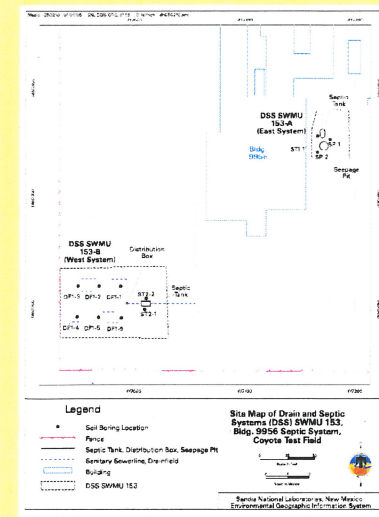 Septic
Tank
DSS SWMU
153-A
(East System)
SP 1
ST1-1
Bldg
9956
SP 2
Seepage
Pit
DSS SWMU
153-B
(West System)
Distribution
Box
Septic
Tank
DF1-3 DF1-2 DF1-1
ST2-2
ST2-1
DF1-4 DF1-5 DF1-6
Legend
Soil Boring Location
Fence
Septic Tank, Distribution Box, Seepage Pit
Sanitary Sewerline, Drainfield
Building
DSS SWMU 153
Site Map of Drain and Septic
Systems (DSS) SWMU 153,
Bldg. 9956 Septic System,
Coyote Test Field
Sandia National Laboratories, New Mexico
Environmental Geographic Information System